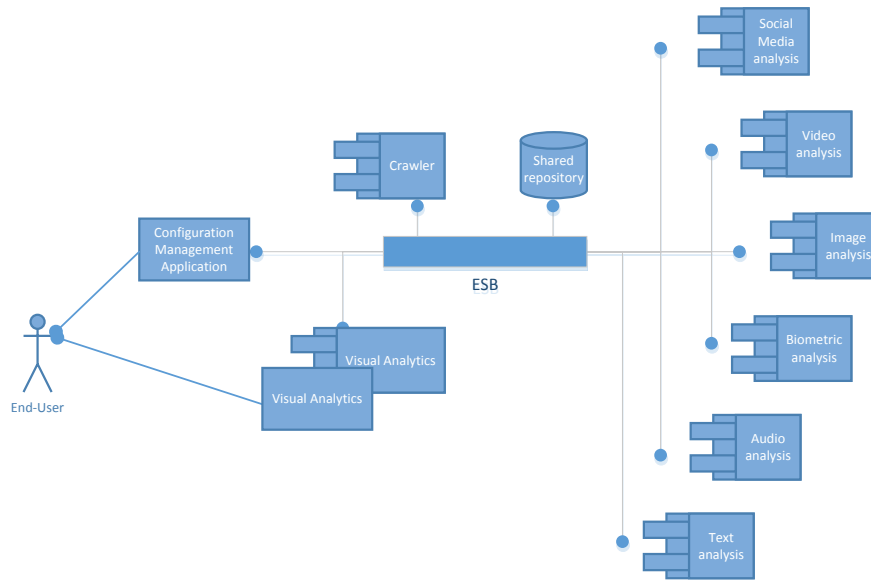 Social
Media
analysis
Video
analysis
Crawler
Shared
repository
Configuration
Management
Application
Image
analysis
ESB
Biometric
analysis
Visual Analytics
Visual Analytics
End-User
Audio
analysis
Text
analysis